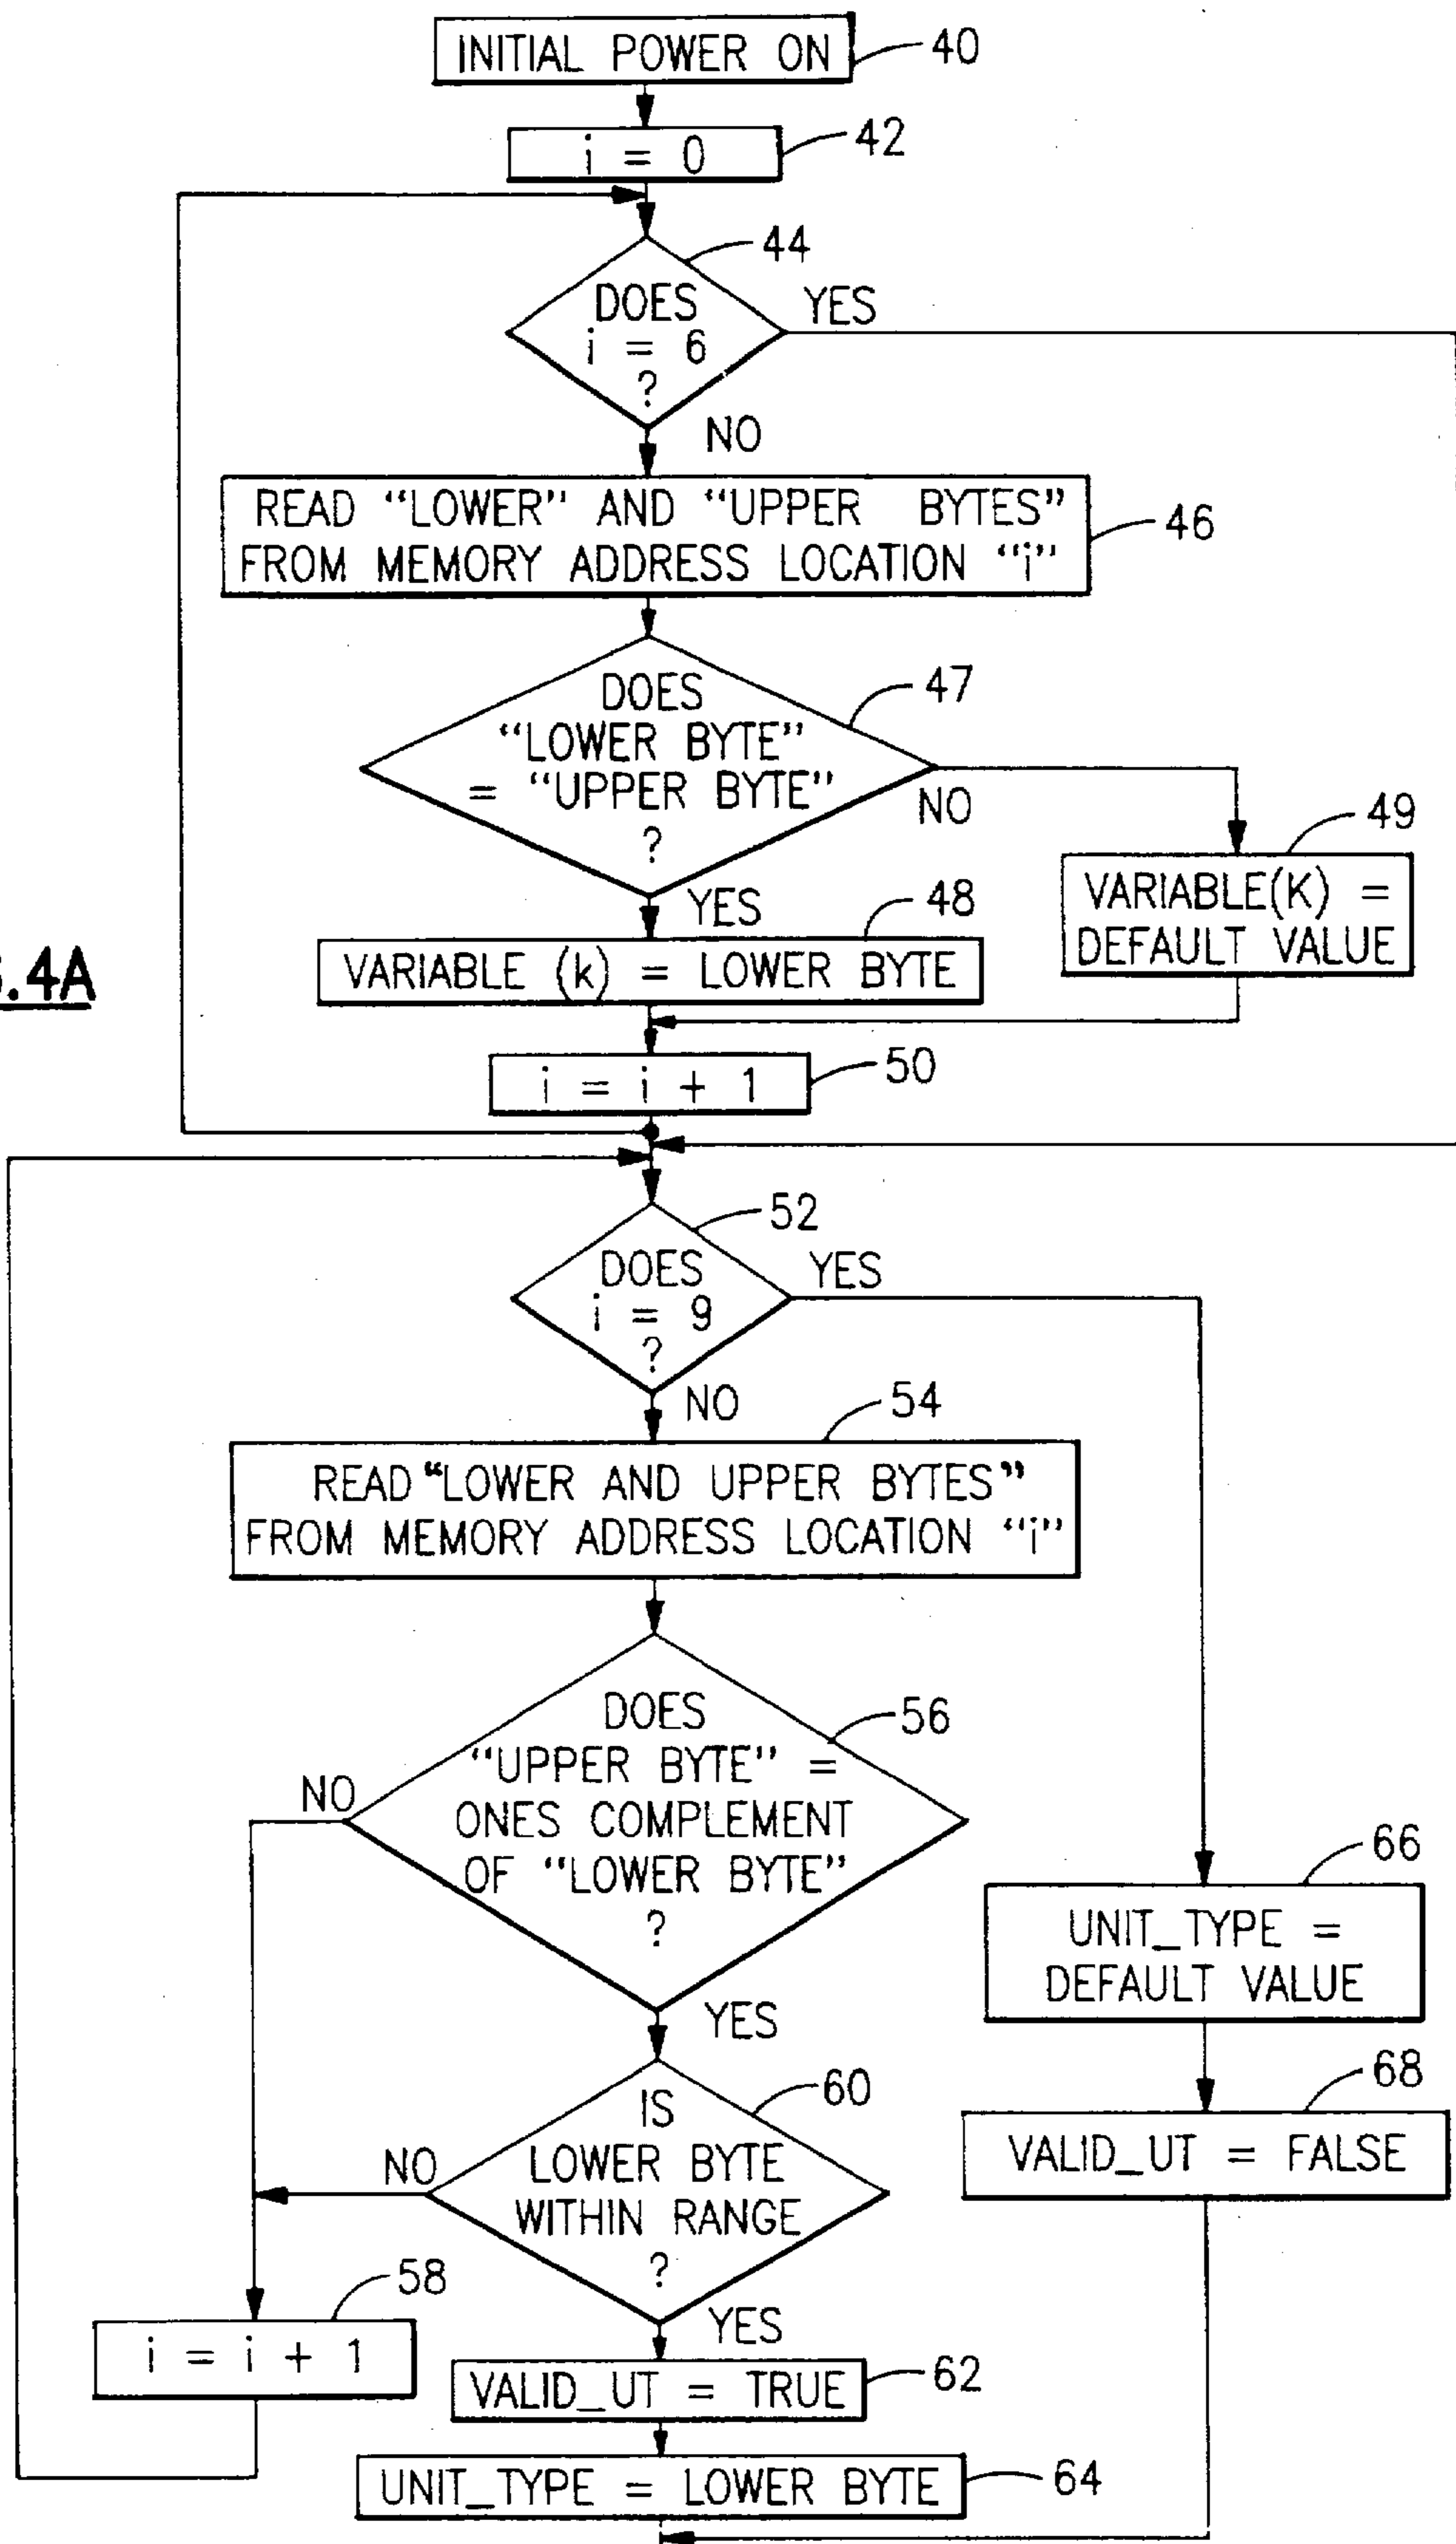 INITIAL POWER ON
40
i = 0
42
44
DOES
i = 6
?
YES
NO
READ “LOWER” AND “UPPER BYTES”
FROM MEMORY ADDRESS LOCATION “i”
46
DOES
“LOWER BYTE”
= “UPPER BYTE”
?
47
NO
YES
49
VARIABLE(K) =
DEFAULT VALUE
48
VARIABLE (k) = LOWER BYTE
.4A
i = i + 1
50
52
DOES
i = 9
?
YES
NO
54
READ “LOWER AND UPPER BYTES”
FROM MEMORY ADDRESS LOCATION “i”
DOES
“UPPER BYTE” =
ONES COMPLEMENT
OF “LOWER BYTE”
?
56
NO
YES
66
UNIT_TYPE =
DEFAULT VALUE
60
IS
LOWER BYTE
WITHIN RANGE
?
NO
YES
68
VALID_UT = FALSE
58
i = i + 1
VALID_UT = TRUE
62
UNIT_TYPE = LOWER BYTE
64